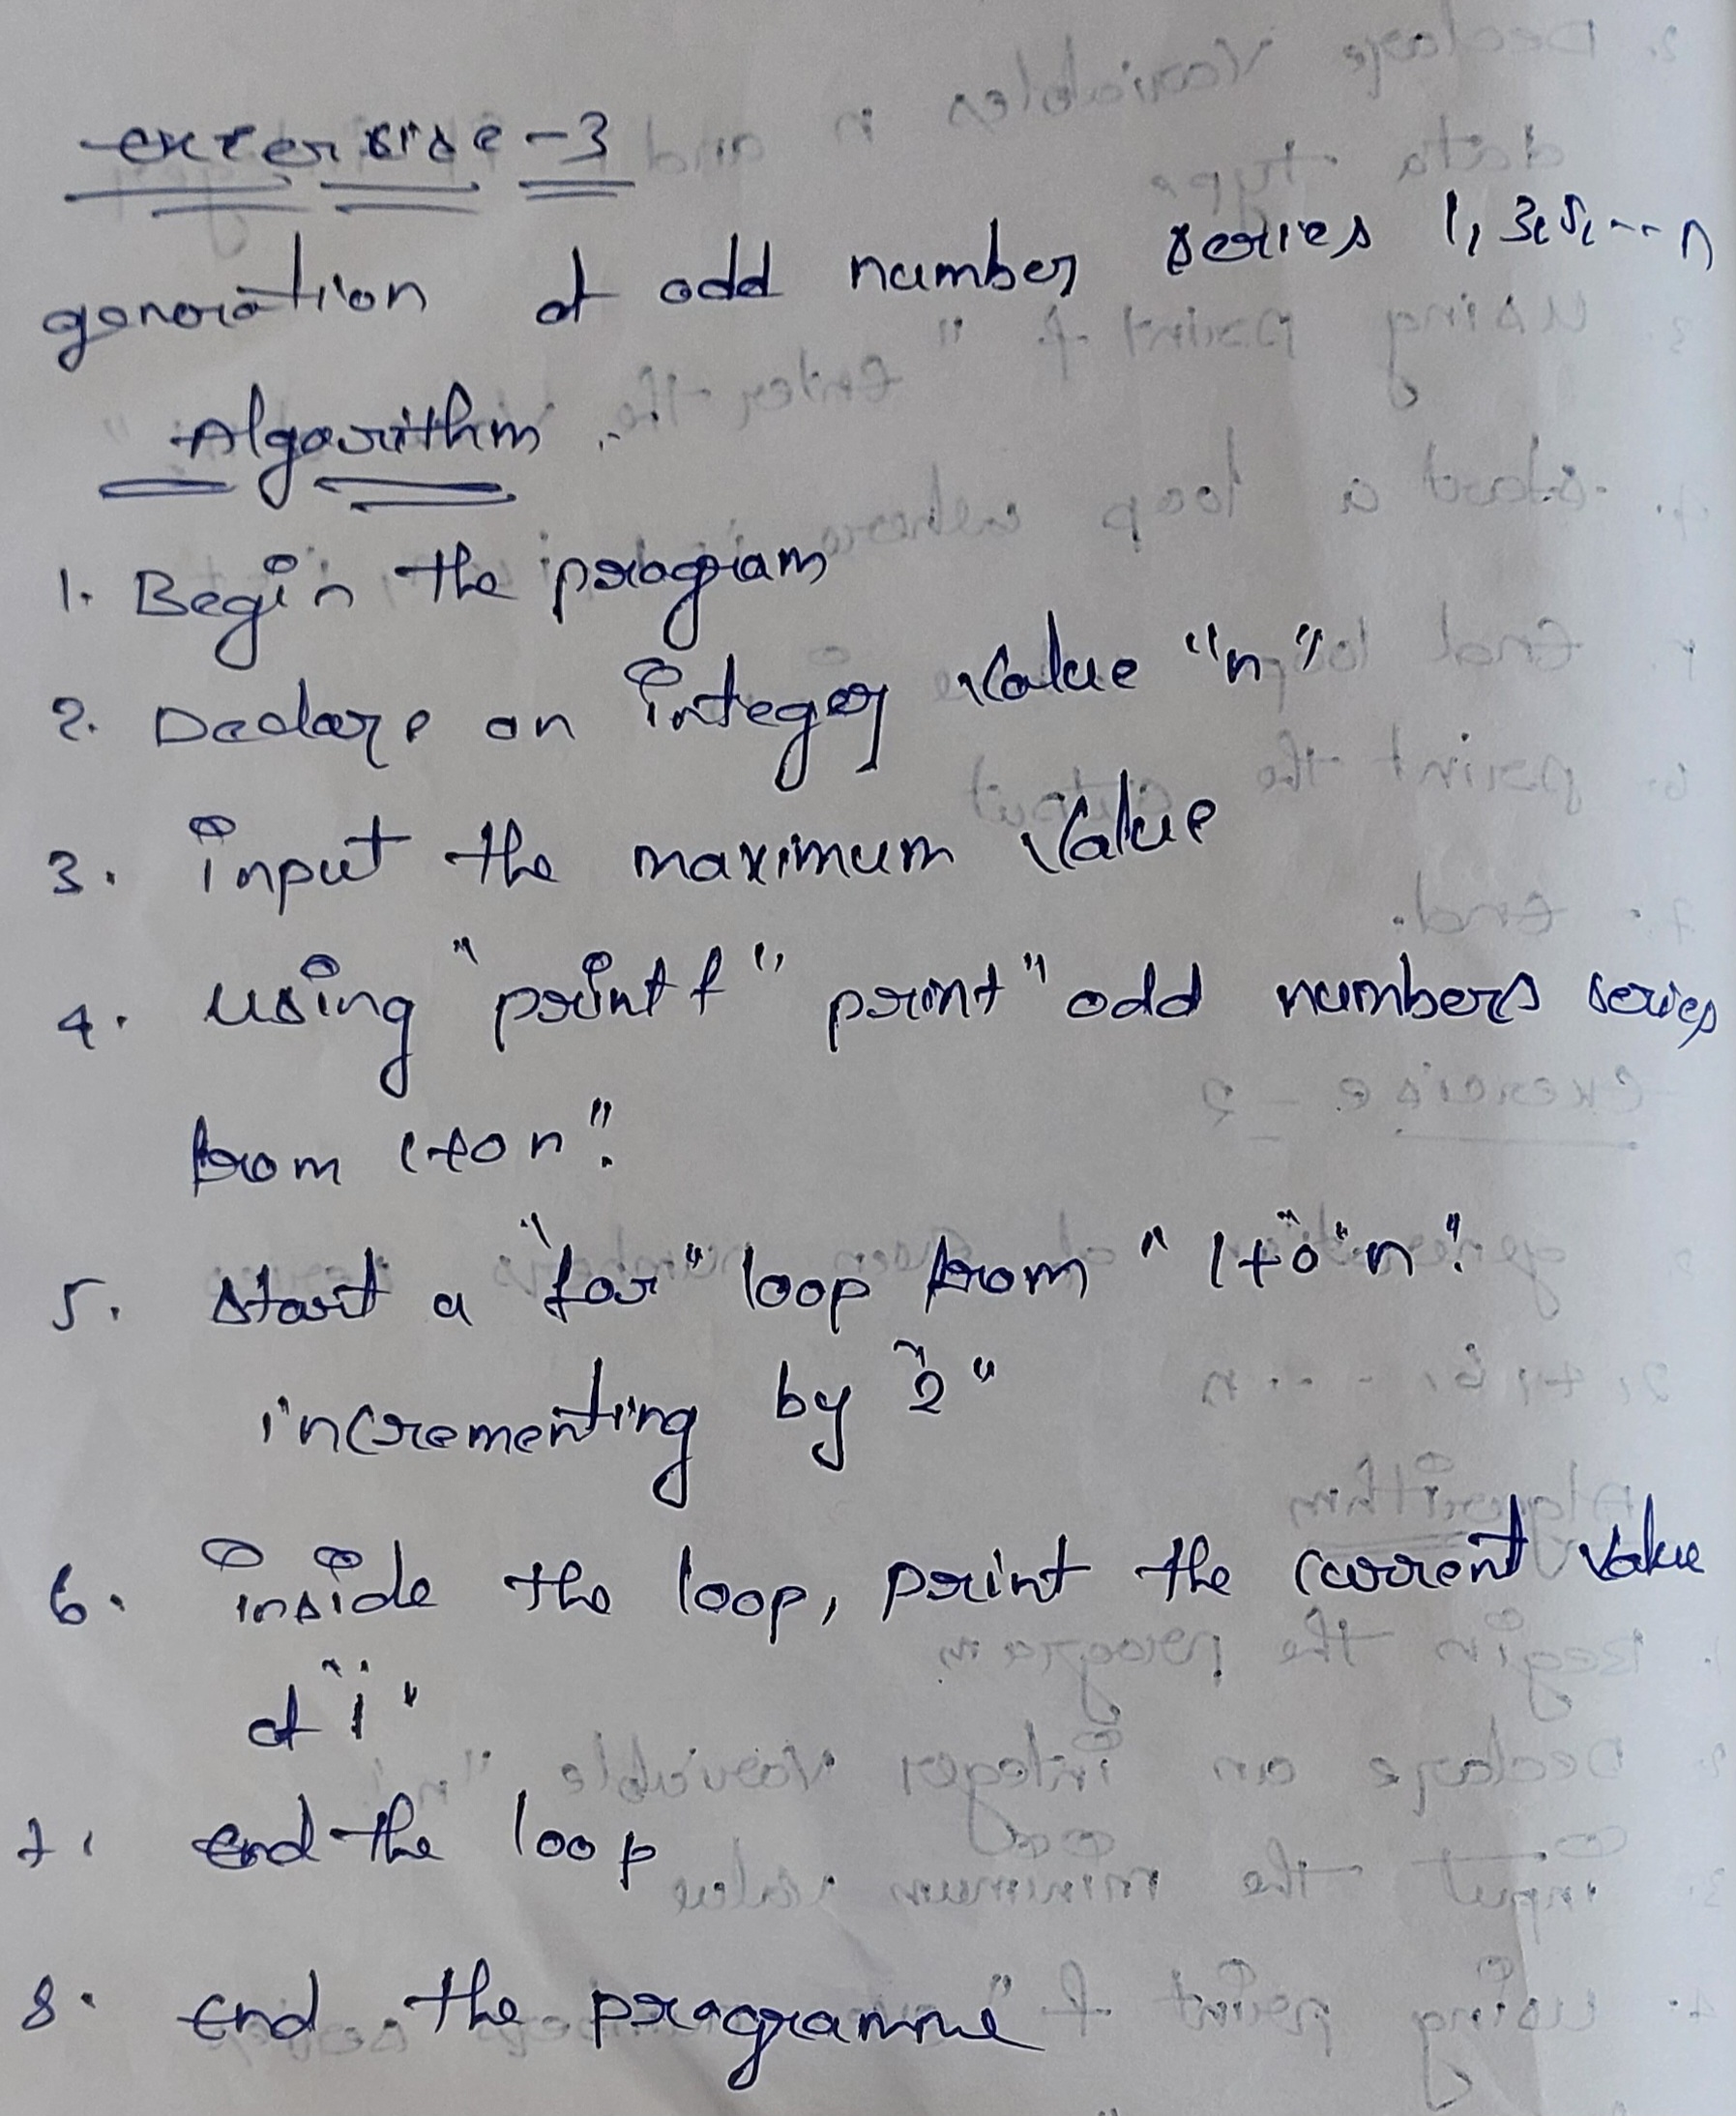 exercise-3
generation of odd number series 1, 3, 5, --- n
Algorithm
1. Begin the program
2. Declare an integer value "n"
3. input the maximum value
4. using "printf" print "odd numbers series
from 1 to n".
5. start a "for" loop from "1" to "n".
incrementing by "2"
6. inside the loop, print the current value
of "i"
7. end the loop
8. End the programme